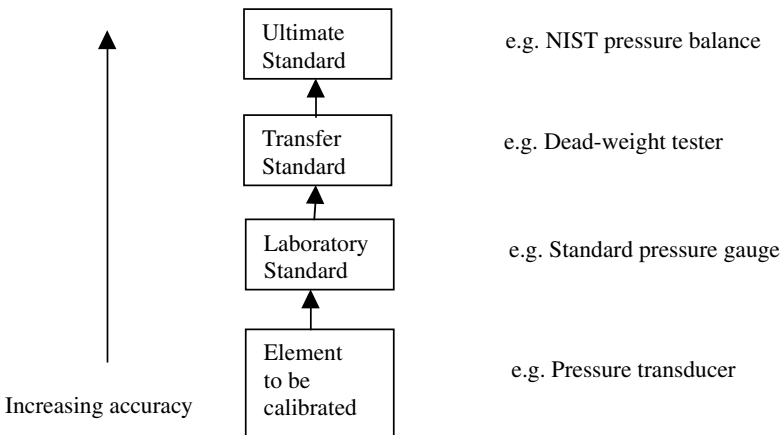 Ultimate
Standard
e.g. NIST pressure balance
Transfer
Standard
e.g. Dead-weight tester
Laboratory
Standard
e.g. Standard pressure gauge
Element
to be
calibrated
e.g. Pressure transducer
Increasing accuracy